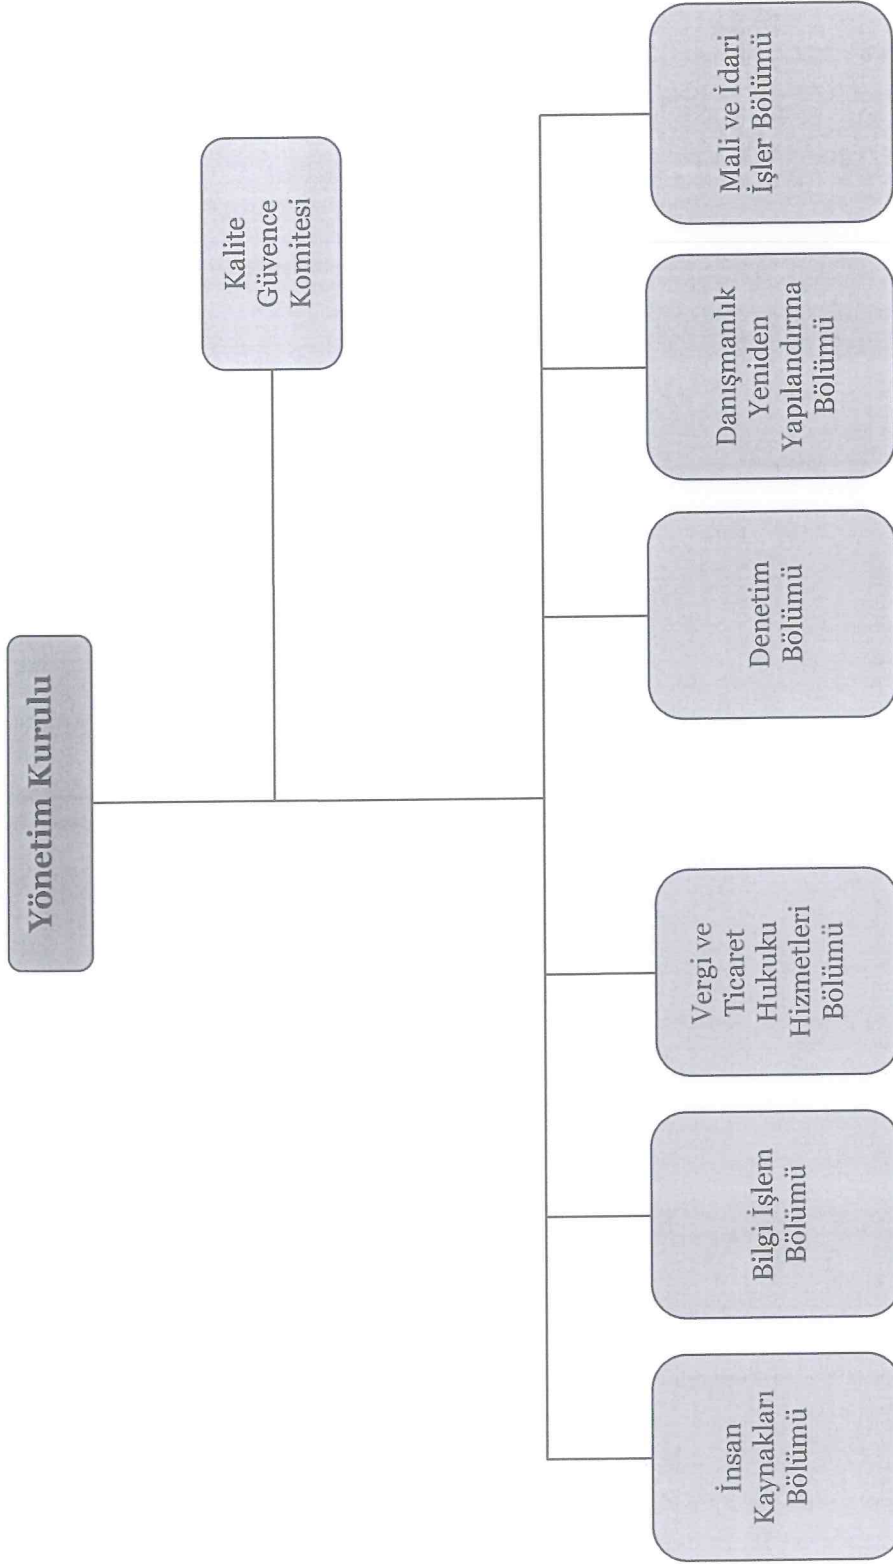 Yönetim Kurulu
Kalite
Güvence
Komitesi
İnsan
Kaynakları
Bölümü
Bilgi İşlem
Bölümü
Vergi ve
Ticaret
Hukuku
Hizmetleri
Bölümü
Denetim
Bölümü
Danışmanlık
Yeniden
Yapılandırma
Bölümü
Mali ve İdari
İşler Bölümü